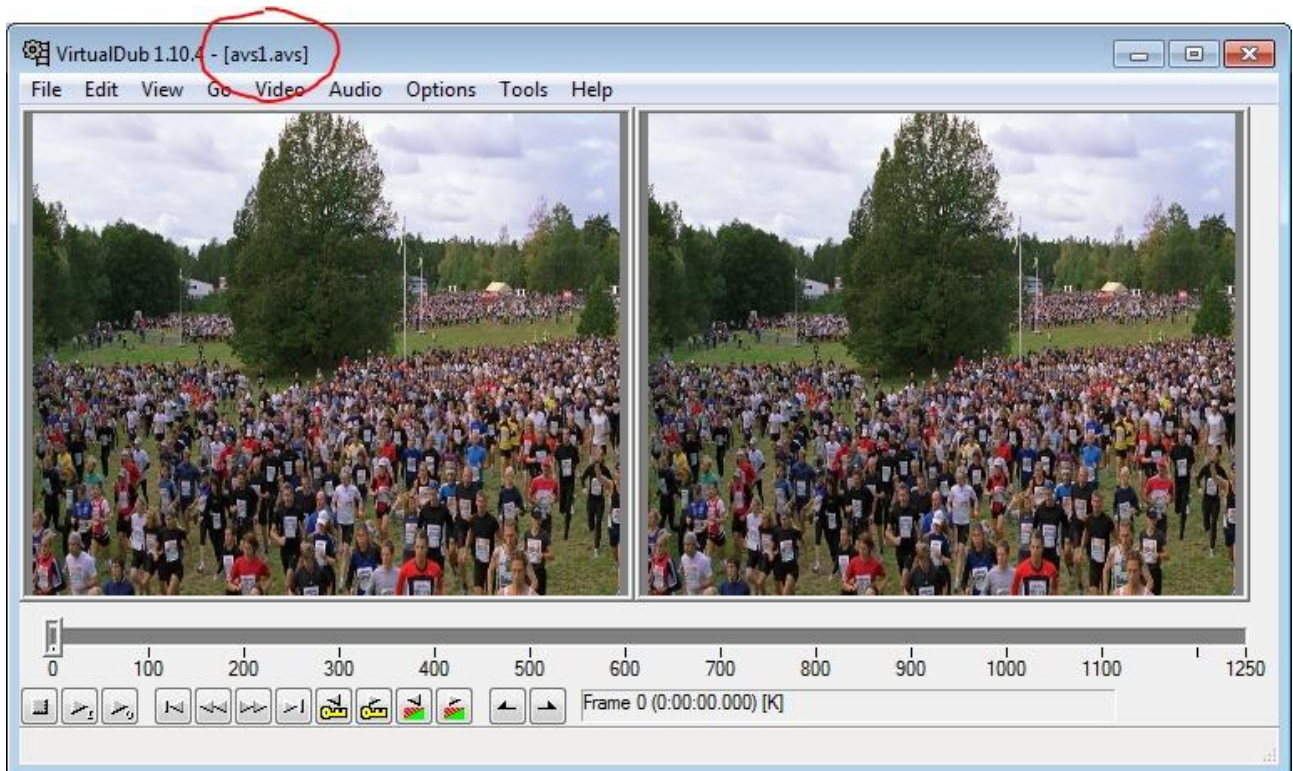 VirtualDub 1.10.4 - [avs1.avs]
File Edit View Go Video Audio Options Tools Help
0 100 200 300 400 500 600 700 800 900 1000 1100 1250
Frame 0 (0:00:00.000) [K]